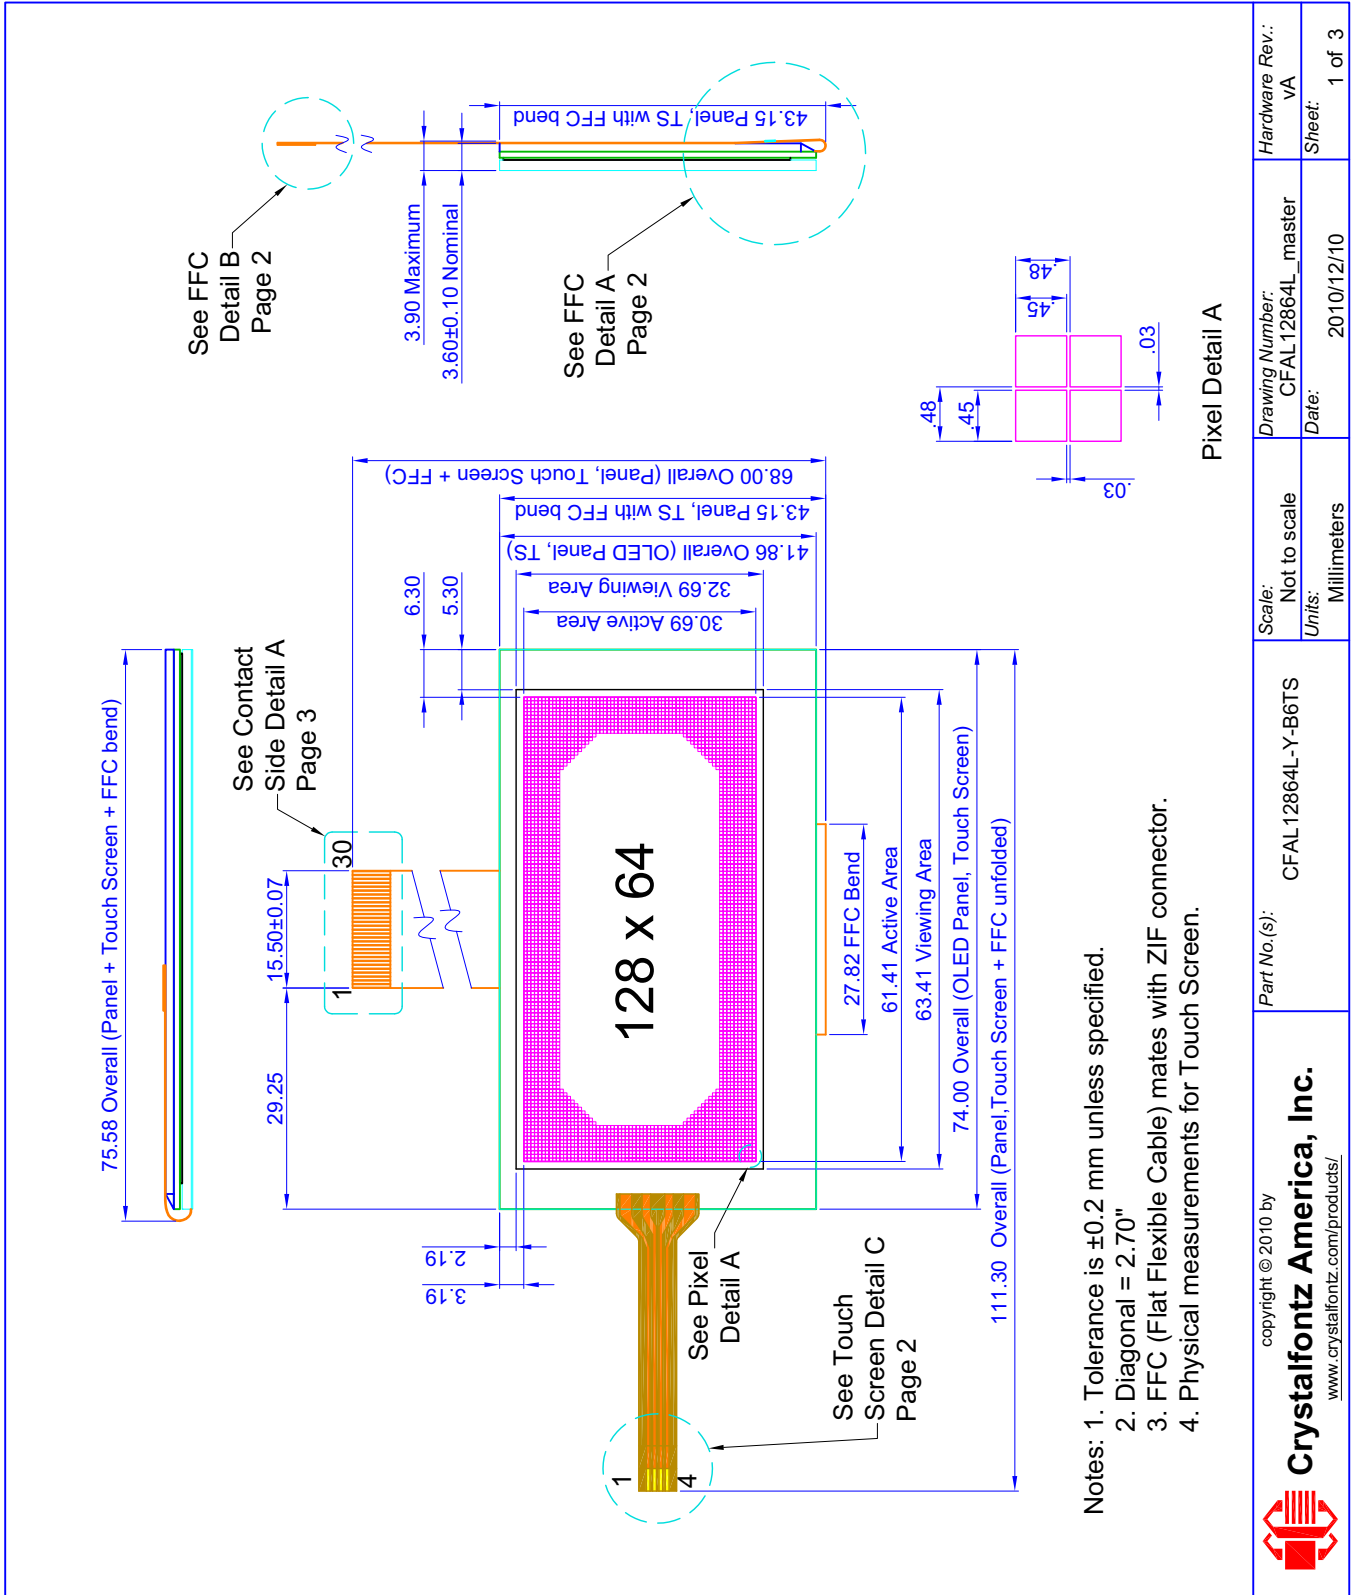 75.58 Overall (Panel + Touch Screen + FFC bend)
See Contact
Side Detail A
Page 3
1
30
15.50±0.07
29.25
6.30
5.30
2.19
3.19
128 x 64
30.69 Active Area
32.69 Viewing Area
41.86 Overall (OLED Panel, TS)
43.15 Panel, TS with FFC bend
68.00 Overall (Panel, Touch Screen + FFC)
27.82 FFC Bend
61.41 Active Area
63.41 Viewing Area
74.00 Overall (OLED Panel, Touch Screen)
111.30 Overall (Panel,Touch Screen + FFC unfolded)
See Pixel
Detail A
See Touch
Screen Detail C
Page 2
1
4
See FFC
Detail B
Page 2
3.90 Maximum
3.60±0.10 Nominal
43.15 Panel, TS with FFC bend
See FFC
Detail A
Page 2
.48
.45
.48
.45
.03
.03
Pixel Detail A
Notes: 1. Tolerance is ±0.2 mm unless specified.
2. Diagonal = 2.70"
3. FFC (Flat Flexible Cable) mates with ZIF connector.
4. Physical measurements for Touch Screen.
copyright © 2010 by
Crystalfontz America, Inc.
www.crystalfontz.com/products/
Part No.(s):
CFAL12864L-Y-B6TS
Scale:
Not to scale
Units:
Millimeters
Drawing Number:
CFAL12864L_master
Date:
2010/12/10
Hardware Rev.:
vA
Sheet:
1 of 3